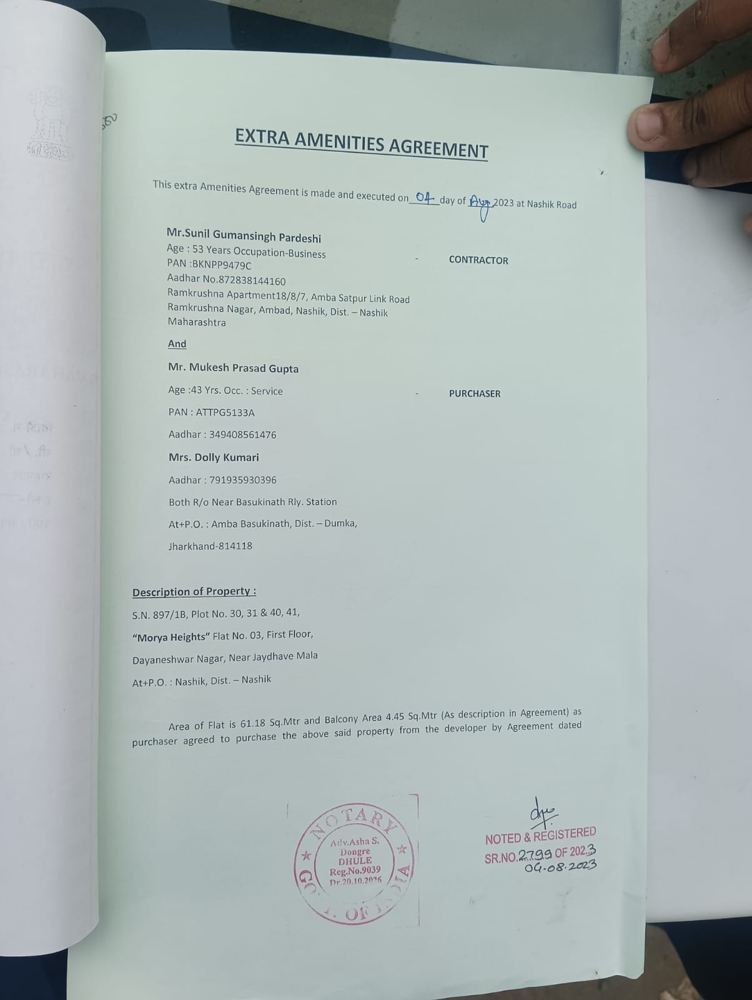 EXTRA AMENITIES AGREEMENT
This extra Amenities Agreement is made and executed on 04 day of Aug 2023 at Nashik Road
Mr.Sunil Gumansingh Pardeshi
Age : 53 Years Occupation-Business - CONTRACTOR
PAN :BKNPP9479C
Aadhar No.872838144160
Ramkrushna Apartment18/8/7, Amba Satpur Link Road
Ramkrushna Nagar, Ambad, Nashik, Dist. – Nashik
Maharashtra
And
Mr. Mukesh Prasad Gupta
Age :43 Yrs. Occ. : Service - PURCHASER
PAN : ATTPG5133A
Aadhar : 349408561476
Mrs. Dolly Kumari
Aadhar : 791935930396
Both R/o Near Basukinath Rly. Station
At+P.O. : Amba Basukinath, Dist. – Dumka,
Jharkhand-814118
Description of Property :
S.N. 897/1B, Plot No. 30, 31 & 40, 41,
“Morya Heights” Flat No. 03, First Floor,
Dayaneshwar Nagar, Near Jaydhave Mala
At+P.O. : Nashik, Dist. – Nashik
Area of Flat is 61.18 Sq.Mtr and Balcony Area 4.45 Sq.Mtr (As description in Agreement) as
purchaser agreed to purchase the above said property from the developer by Agreement dated
NOTARY
Adv.Asha S.
Dongre
DHULE
Reg.No.9039
Dr.20.10.2026
OF INDIA
NOTED & REGISTERED
SR.NO.2799 OF 2023
04.08.2023